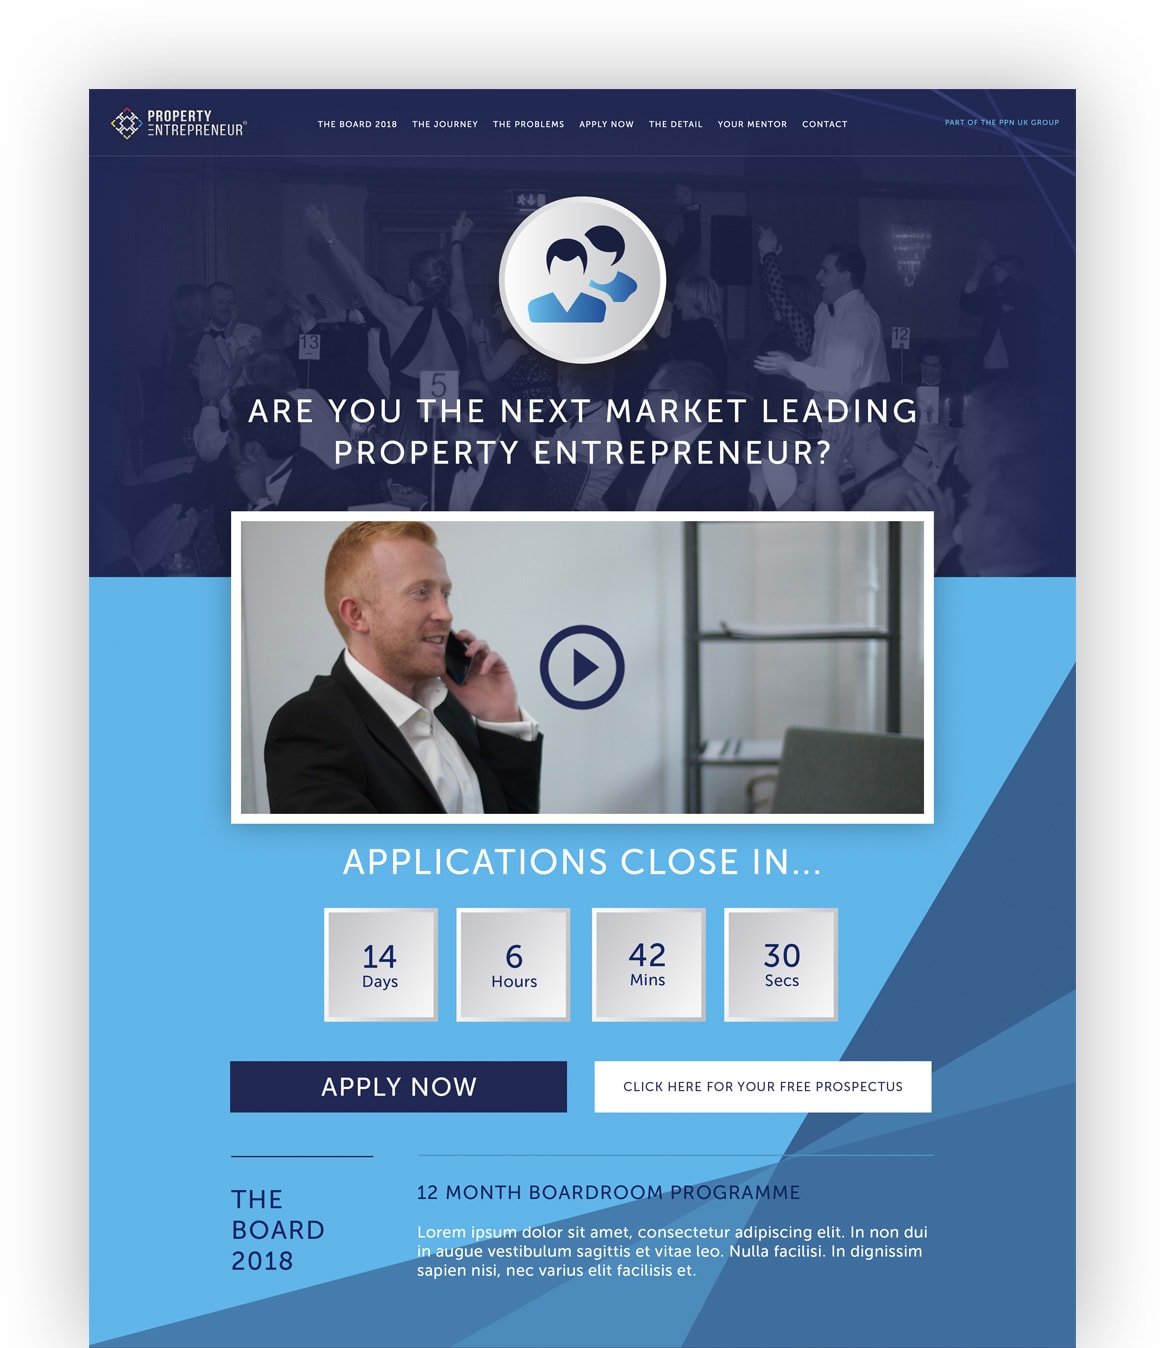 PROPERTY
ENTREPRENEUR®
THE BOARD 2018 THE JOURNEY THE PROBLEMS APPLY NOW THE DETAIL YOUR MENTOR CONTACT
PART OF THE PPN UK GROUP
13
12
5
ARE YOU THE NEXT MARKET LEADING
PROPERTY ENTREPRENEUR?
APPLICATIONS CLOSE IN...
14 6 42 30
Days Hours Mins Secs
APPLY NOW
CLICK HERE FOR YOUR FREE PROSPECTUS
THE
BOARD
2018
12 MONTH BOARDROOM PROGRAMME
Lorem ipsum dolor sit amet, consectetur adipiscing elit. In non dui
in augue vestibulum sagittis et vitae leo. Nulla facilisi. In dignissim
sapien nisi, nec varius elit facilisis et.